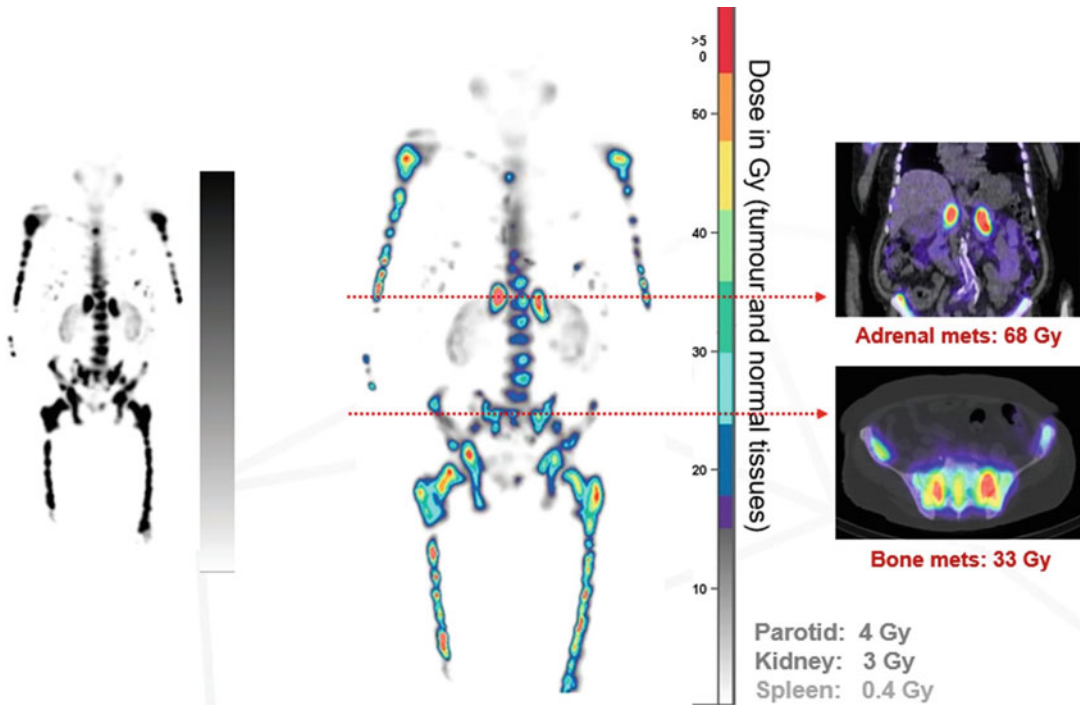 >5
0
50
40
30
20
10
Dose in Gy (tumour and normal tissues)
Adrenal mets: 68 Gy
Bone mets: 33 Gy
Parotid: 4 Gy
Kidney: 3 Gy
Spleen: 0.4 Gy